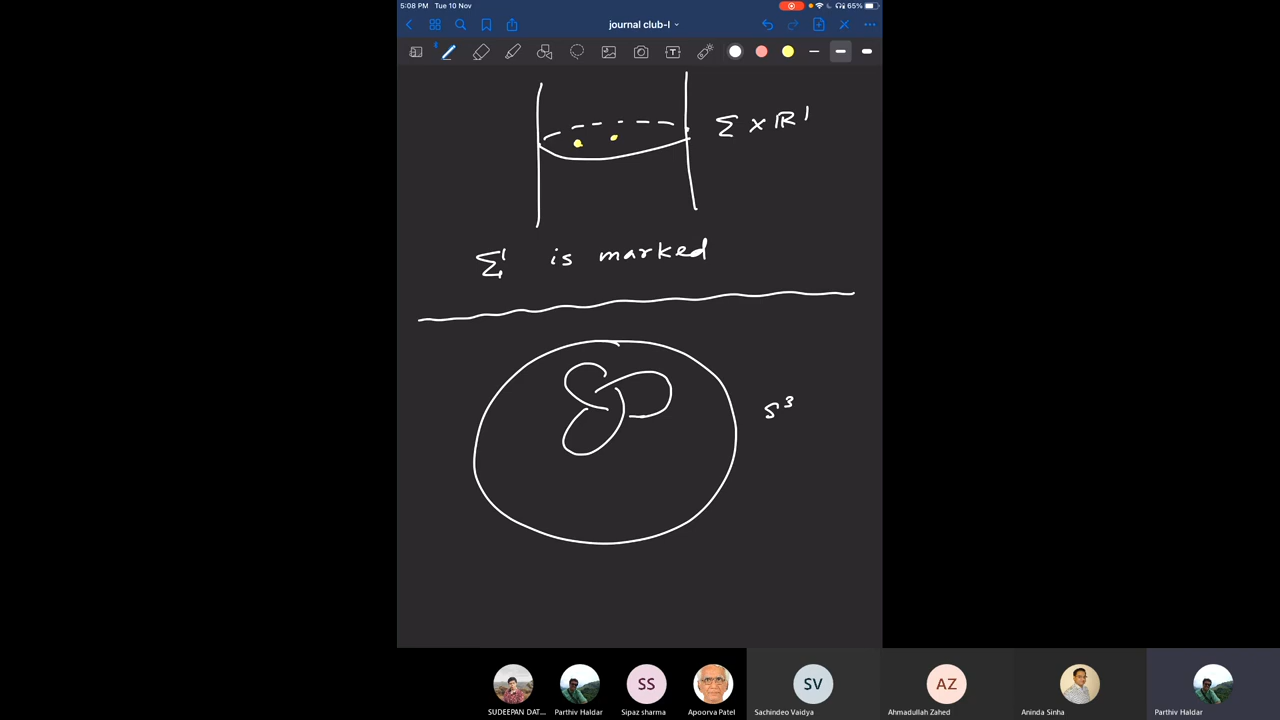 5:08 PM Tue 10 Nov
65%
journal club-I
Σ × ℝ¹
Σ' is marked
S³
SS
SV
AZ
SUDEEPAN DAT...
Parthiv Haldar
Sipaz sharma
Apoorva Patel
Sachindeo Vaidya
Ahmadullah Zahed
Aninda Sinha
Parthiv Haldar